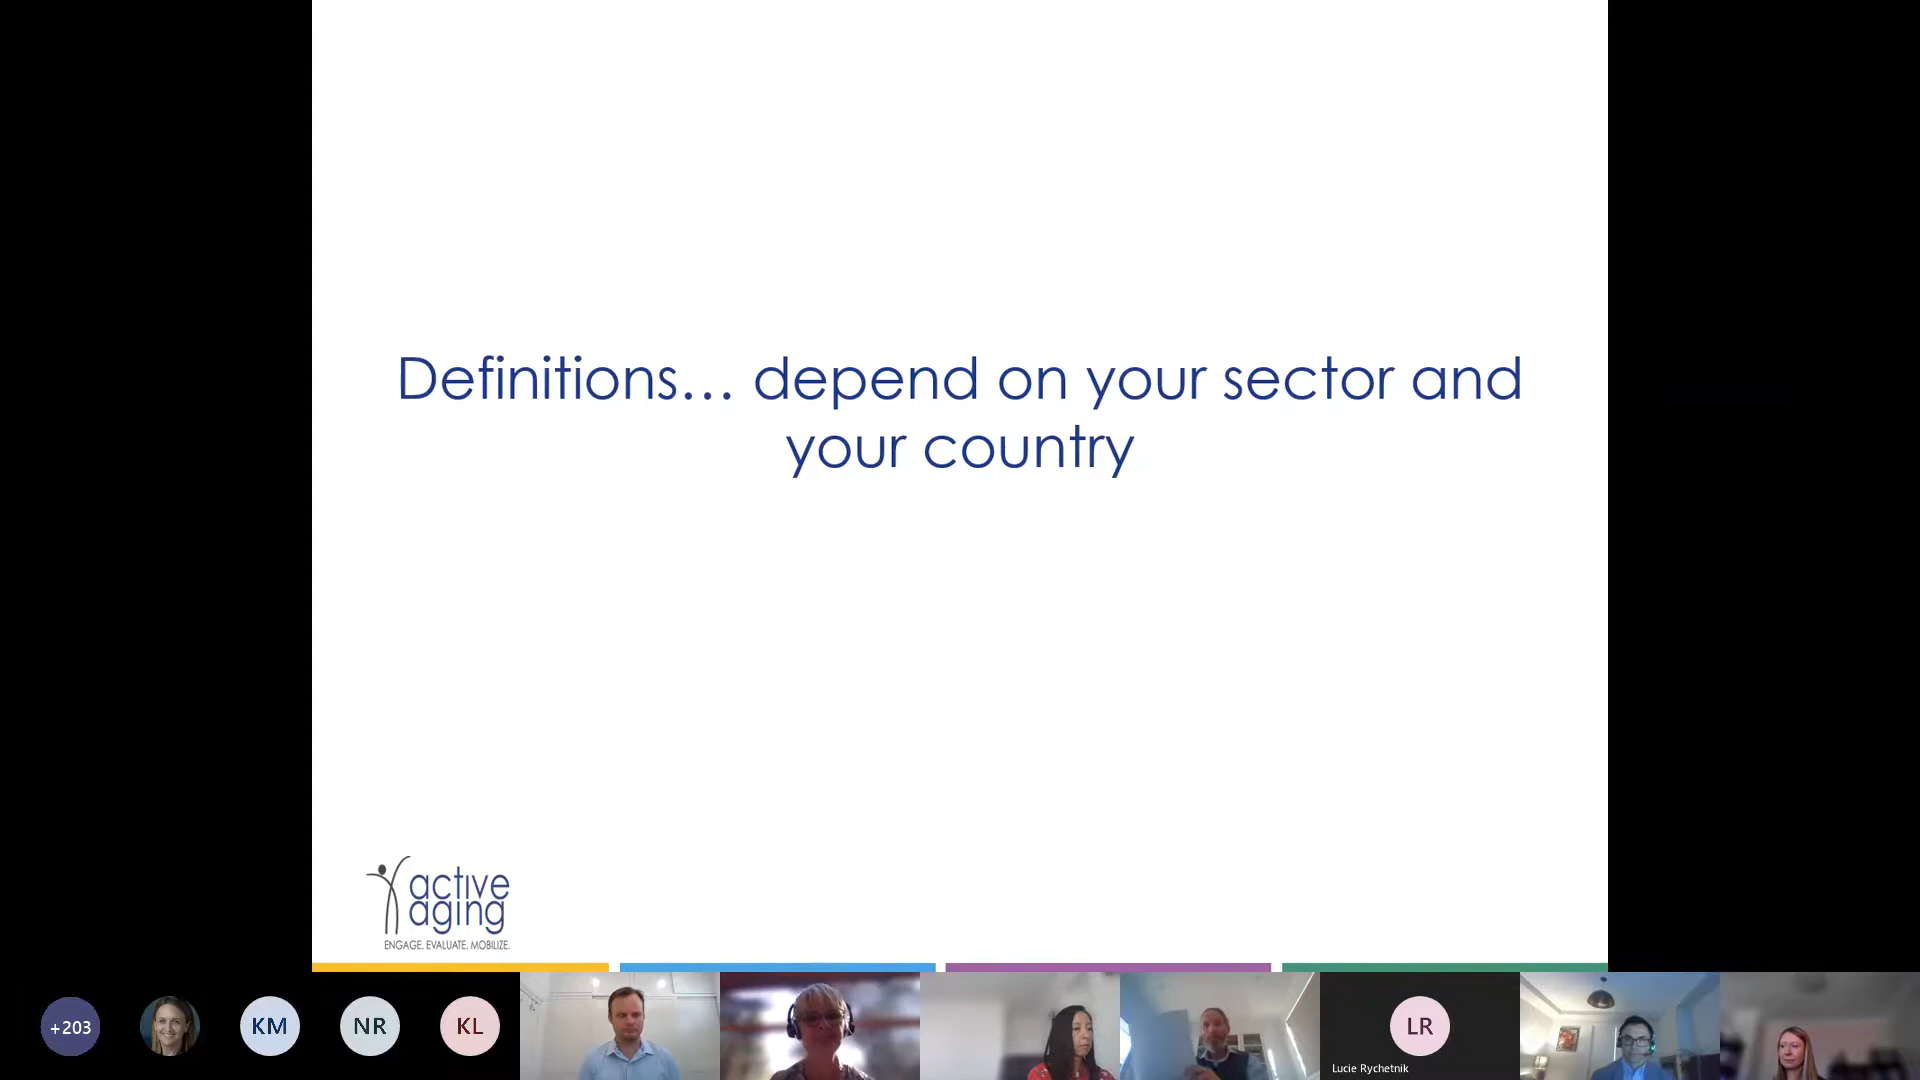 Definitions... depend on your sector and
your country
active
aging
ENGAGE. EVALUATE. MOBILIZE.
+203
KM
NR
KL
LR
Lucie Rychetnik